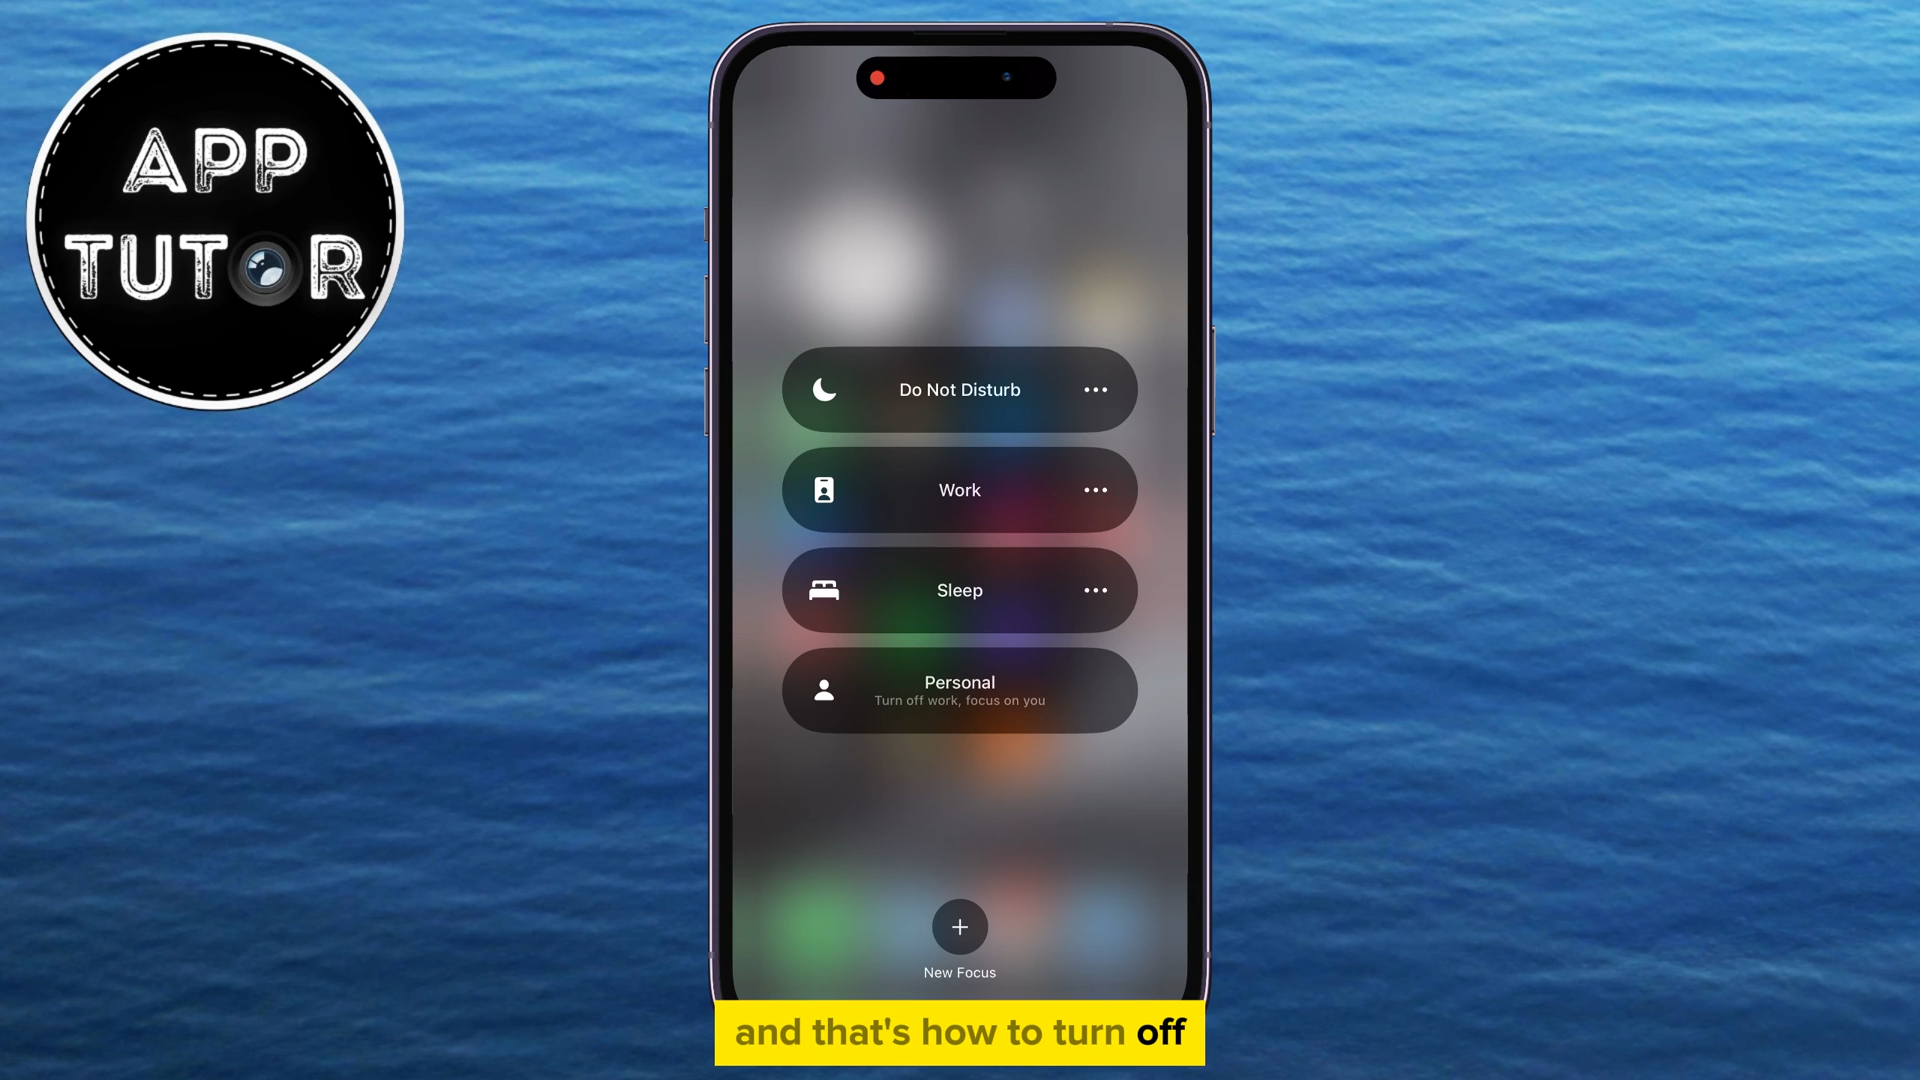 APP
TUTOR
Do Not Disturb
Work
Sleep
Personal
Turn off work, focus on you
New Focus
and that's how to turn off